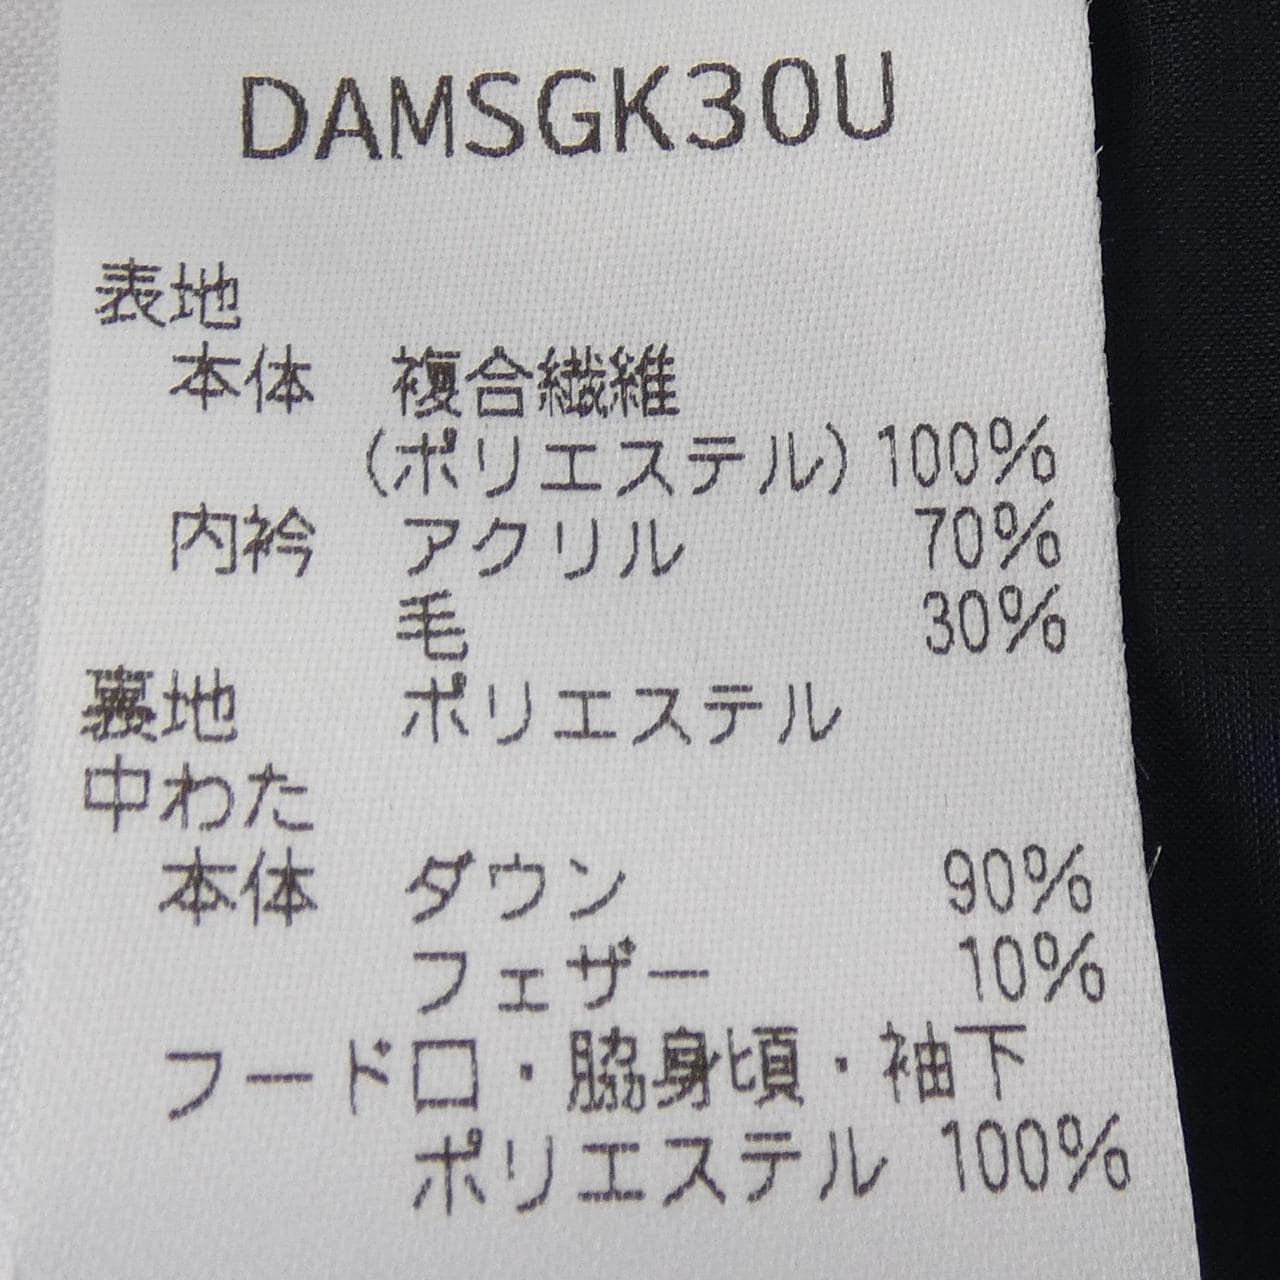 DAMSGK30U
表地
本体 複合繊維
(ポリエステル) 100%
内衿 アクリル 70%
毛 30%
裏地 ポリエステル
中わた
本体 ダウン 90%
フェザー 10%
フード口・脇身頃・袖下
ポリエステル 100%